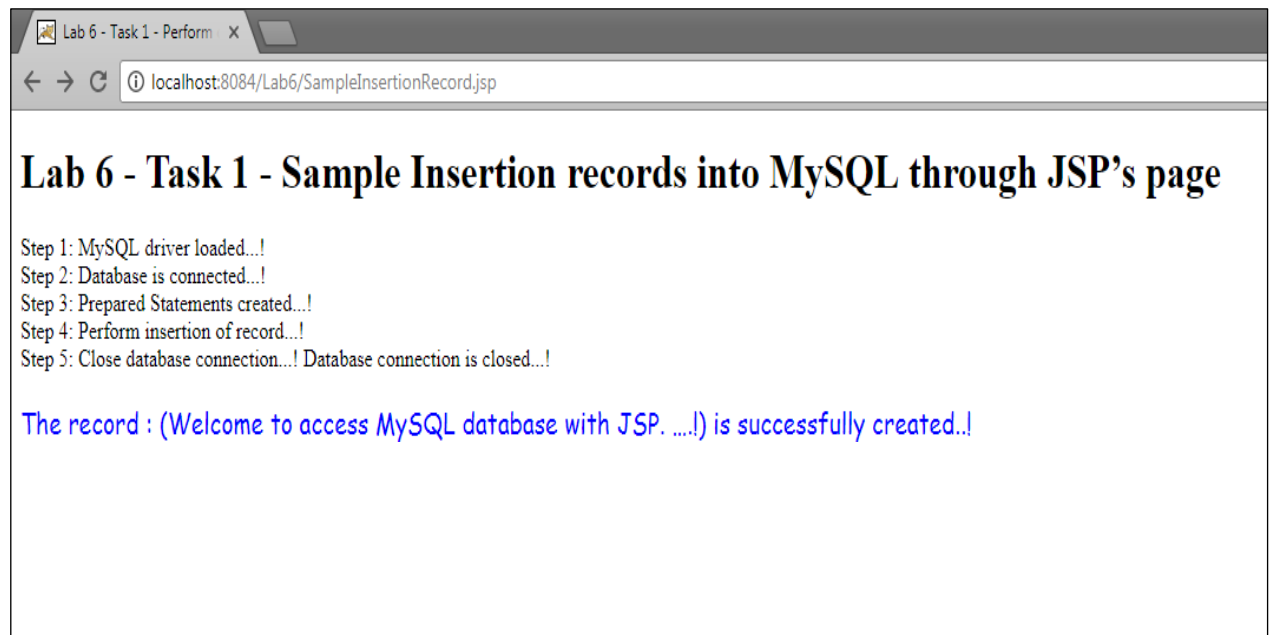 Lab 6 - Task 1 - Perform
localhost:8084/Lab6/SampleInsertionRecord.jsp
Lab 6 - Task 1 - Sample Insertion records into MySQL through JSP’s page
Step 1: MySQL driver loaded...!
Step 2: Database is connected...!
Step 3: Prepared Statements created...!
Step 4: Perform insertion of record...!
Step 5: Close database connection...! Database connection is closed...!
The record : (Welcome to access MySQL database with JSP. ....!) is successfully created..!